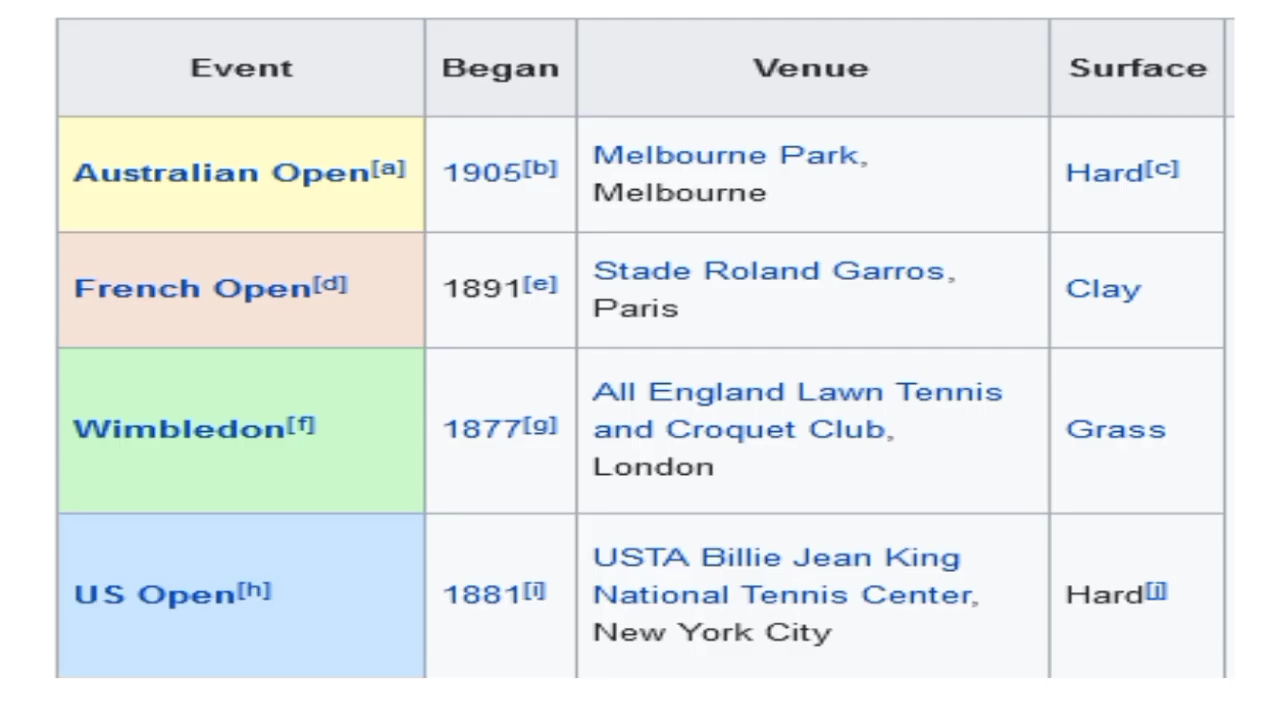 Event Began Venue Surface
Australian Open[a] 1905[b] Melbourne Park, Hard[c]
Melbourne
French Open[d] 1891[e] Stade Roland Garros, Clay
Paris
Wimbledon[f] 1877[g] All England Lawn Tennis
and Croquet Club, Grass
London
US Open[h] 1881[i] USTA Billie Jean King
National Tennis Center, Hard[j]
New York City